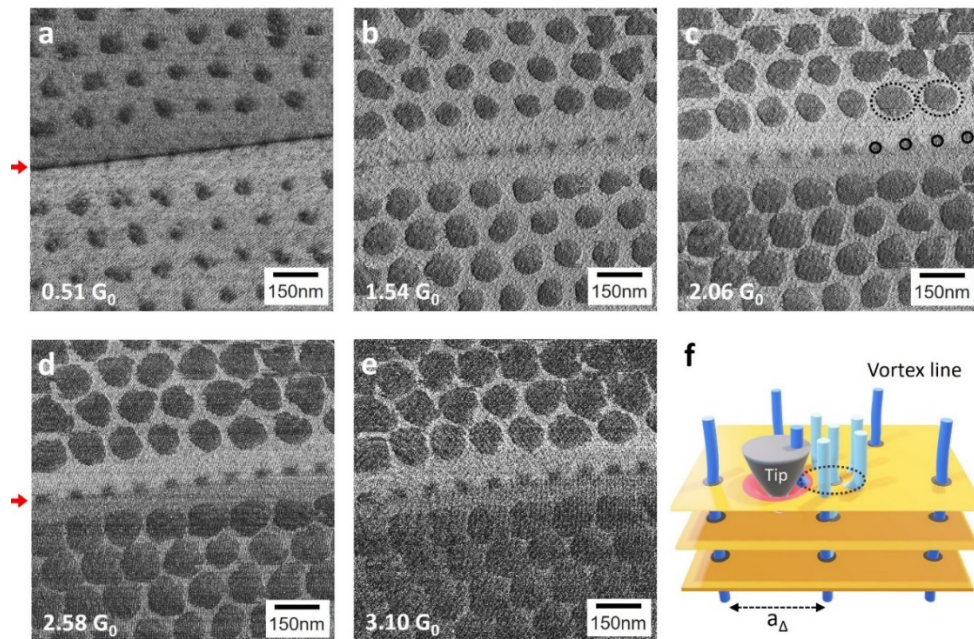 a
0.51 G₀
150nm
b
1.54 G₀
150nm
c
2.06 G₀
150nm
d
2.58 G₀
150nm
e
3.10 G₀
150nm
f
Vortex line
Tip
a_Δ